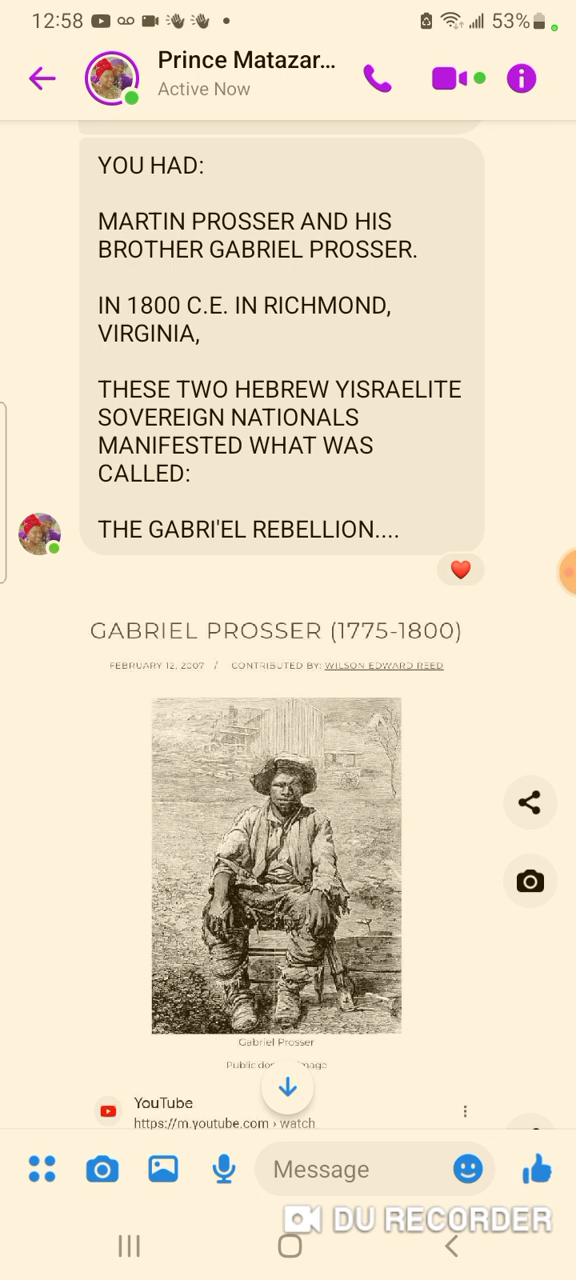 12:58
53%
Prince Matazar...
Active Now
YOU HAD:
MARTIN PROSSER AND HIS
BROTHER GABRIEL PROSSER.
IN 1800 C.E. IN RICHMOND,
VIRGINIA,
THESE TWO HEBREW YISRAELITE
SOVEREIGN NATIONALS
MANIFESTED WHAT WAS
CALLED:
THE GABRI'EL REBELLION....
GABRIEL PROSSER (1775-1800)
FEBRUARY 12, 2007 / CONTRIBUTED BY: WILSON EDWARD REED
Gabriel Prosser
Public
YouTube
https://m.youtube.com › watch
Message
DU RECORDER